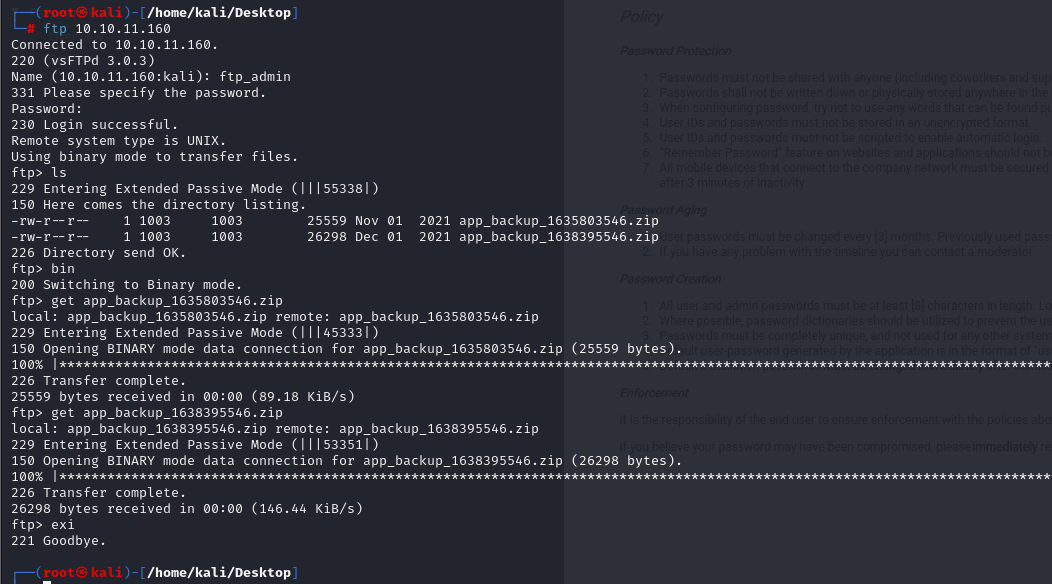 ┌──(root㉿kali)-[/home/kali/Desktop]
└─# ftp 10.10.11.160
Connected to 10.10.11.160.
220 (vsFTPd 3.0.3)
Name (10.10.11.160:kali): ftp_admin
331 Please specify the password.
Password:
230 Login successful.
Remote system type is UNIX.
Using binary mode to transfer files.
ftp> ls
229 Entering Extended Passive Mode (|||55338|)
150 Here comes the directory listing.
-rw-r--r--    1 1003     1003        25559 Nov 01  2021 app_backup_1635803546.zip
-rw-r--r--    1 1003     1003        26298 Dec 01  2021 app_backup_1638395546.zip
226 Directory send OK.
ftp> bin
200 Switching to Binary mode.
ftp> get app_backup_1635803546.zip
local: app_backup_1635803546.zip remote: app_backup_1635803546.zip
229 Entering Extended Passive Mode (|||45333|)
150 Opening BINARY mode data connection for app_backup_1635803546.zip (25559 bytes).
100% |****************************************************************************************************************************
226 Transfer complete.
25559 bytes received in 00:00 (89.18 KiB/s)
ftp> get app_backup_1638395546.zip
local: app_backup_1638395546.zip remote: app_backup_1638395546.zip
229 Entering Extended Passive Mode (|||53351|)
150 Opening BINARY mode data connection for app_backup_1638395546.zip (26298 bytes).
100% |****************************************************************************************************************************
226 Transfer complete.
26298 bytes received in 00:00 (146.44 KiB/s)
ftp> exi
221 Goodbye.
┌──(root㉿kali)-[/home/kali/Desktop]
Policy
Password Protection
1. Passwords must not be shared with anyone (including coworkers and sup
2. Passwords shall not be written down or physically stored anywhere in the
3. When configuring password, try not to use any words that can be found pu
4. User IDs and passwords must not be stored in an unencrypted format.
5. User IDs and passwords must not be scripted to enable automatic login.
6. "Remember Password" feature on websites and applications should not b
7. All mobile devices that connect to the company network must be secured
after 3 minutes of inactivity.
Password Aging
User passwords must be changed every [3] months. Previously used pass
2. If you have any problem with the timeline you can contact a moderator
Password Creation
1. All user and admin passwords must be at least [8] characters in length. Lo
2. Where possible, password dictionaries should be utilized to prevent the us
3. Passwords must be completely unique, and not used for any other system
user-password generated by the application is in the format of
Enforcement
It is the responsibility of the end user to ensure enforcement with the policies abo
If you believe your password may have been compromised, please immediately re